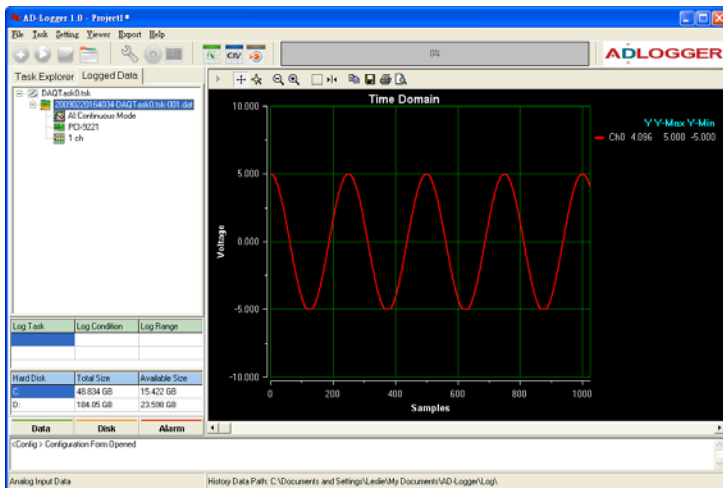 AD-Logger 1.0 - Project1 *
File Task Setting Viewer Export Help
CSV
0%
ADLOGGER
Task Explorer Logged Data
DAQTask0.tsk
20090220164034-DAQTask0.tsk-001.dat
AI:Continuous Mode
PCI-9221
1 ch
Log Task Log Condition Log Range
Hard Disk Total Size Available Size
C: 48.834 GB 15.422 GB
D: 184.05 GB 23.598 GB
Data Disk Alarm
Time Domain
Y Y-Max Y-Min
Ch0 4.096 5.000 -5.000
10.000
5.000
0.000
-5.000
-10.000
Voltage
0 200 400 600 800 1000
Samples
<Config > Configuration Form Opened
Analog Input Data
History Data Path: C:\Documents and Settings\Leslie\My Documents\AD-Logger\Log\